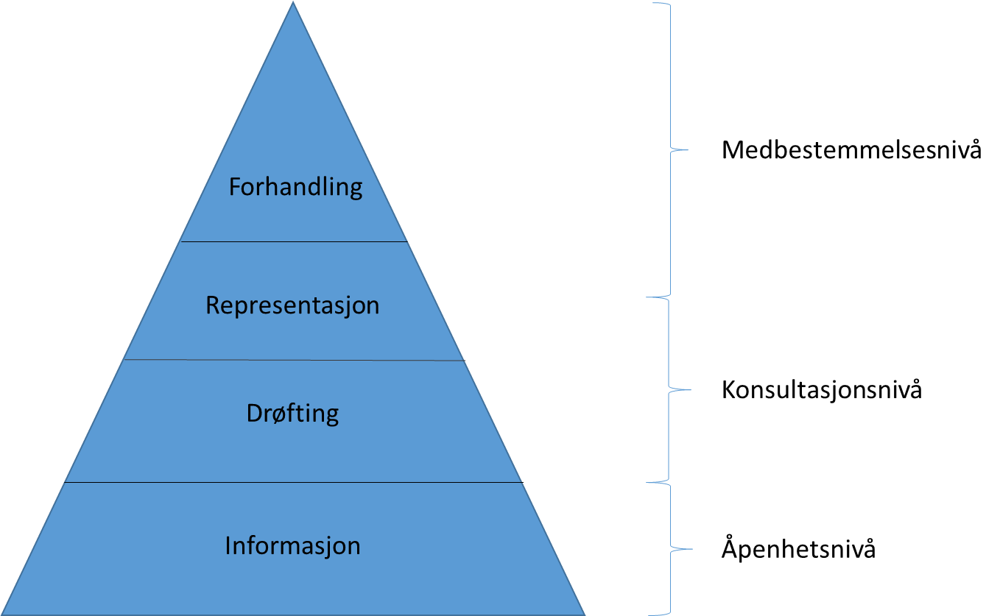 Medbestemmelsesnivå
Forhandling
Representasjon
Konsultasjonsnivå
Drøfting
Informasjon
Åpenhetsnivå